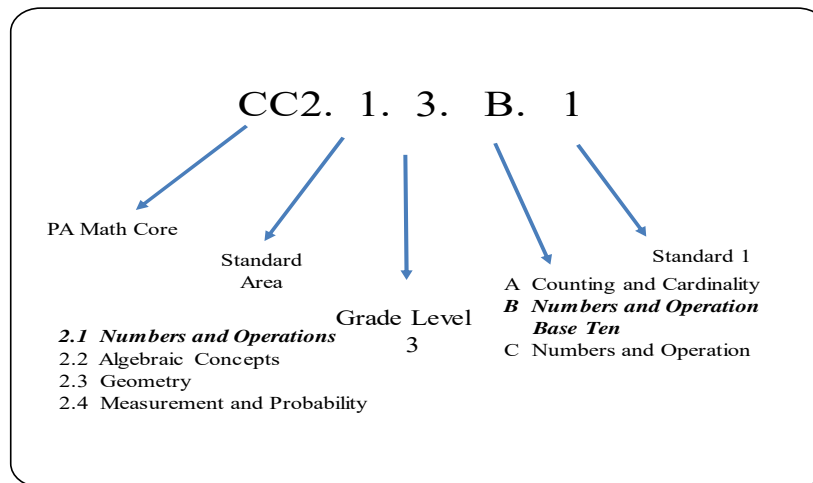 CC2. 1. 3. B. 1
PA Math Core
Standard
Area
Grade Level
3
Standard 1
A Counting and Cardinality
B Numbers and Operation
Base Ten
C Numbers and Operation
2.1 Numbers and Operations
2.2 Algebraic Concepts
2.3 Geometry
2.4 Measurement and Probability